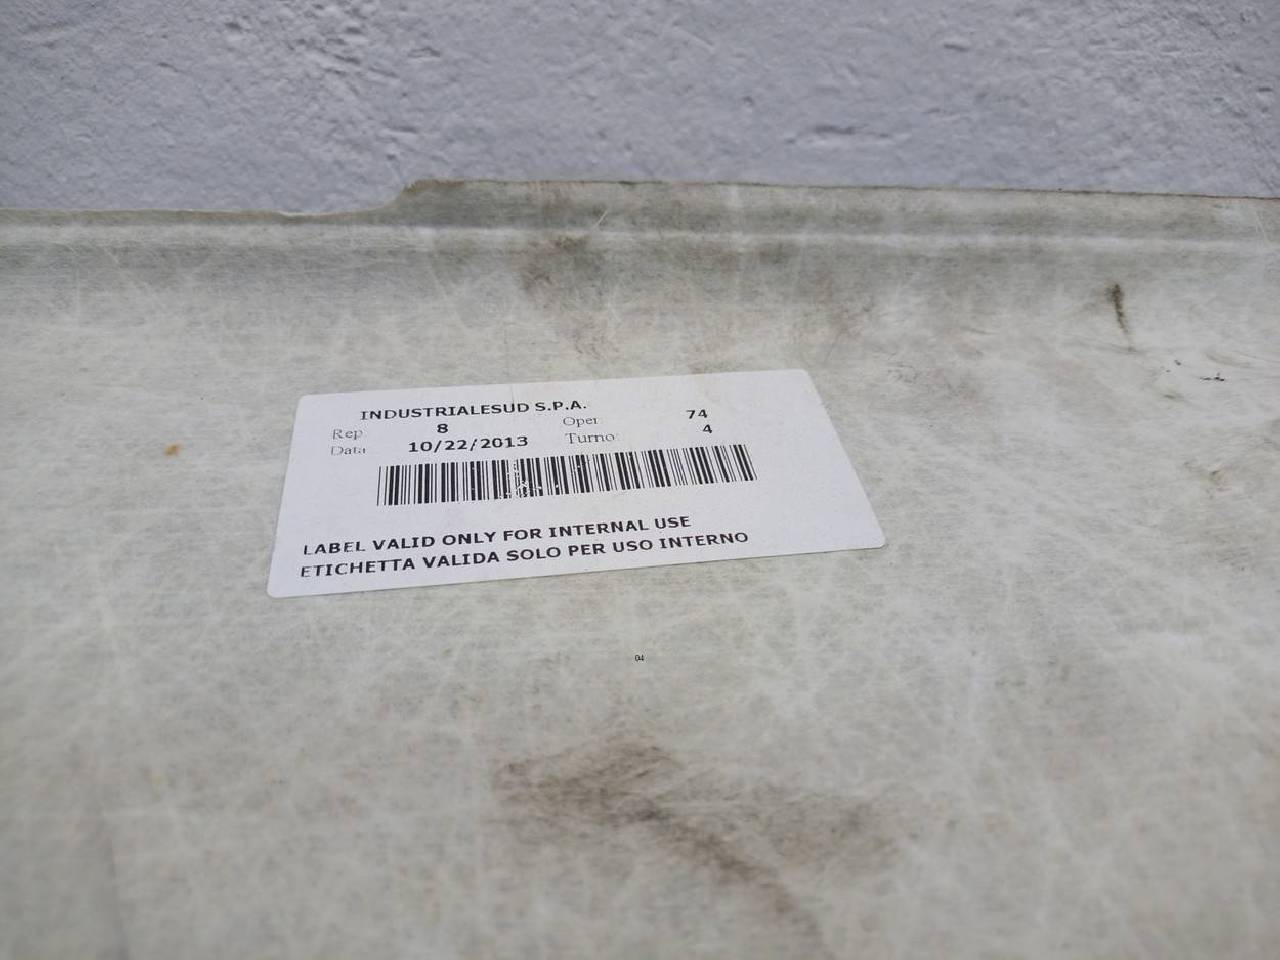 INDUSTRIALESUD S.P.A.
Rep 8 Oper 74
Data 10/22/2013 Turno: 4
LABEL VALID ONLY FOR INTERNAL USE
ETICHETTA VALIDA SOLO PER USO INTERNO